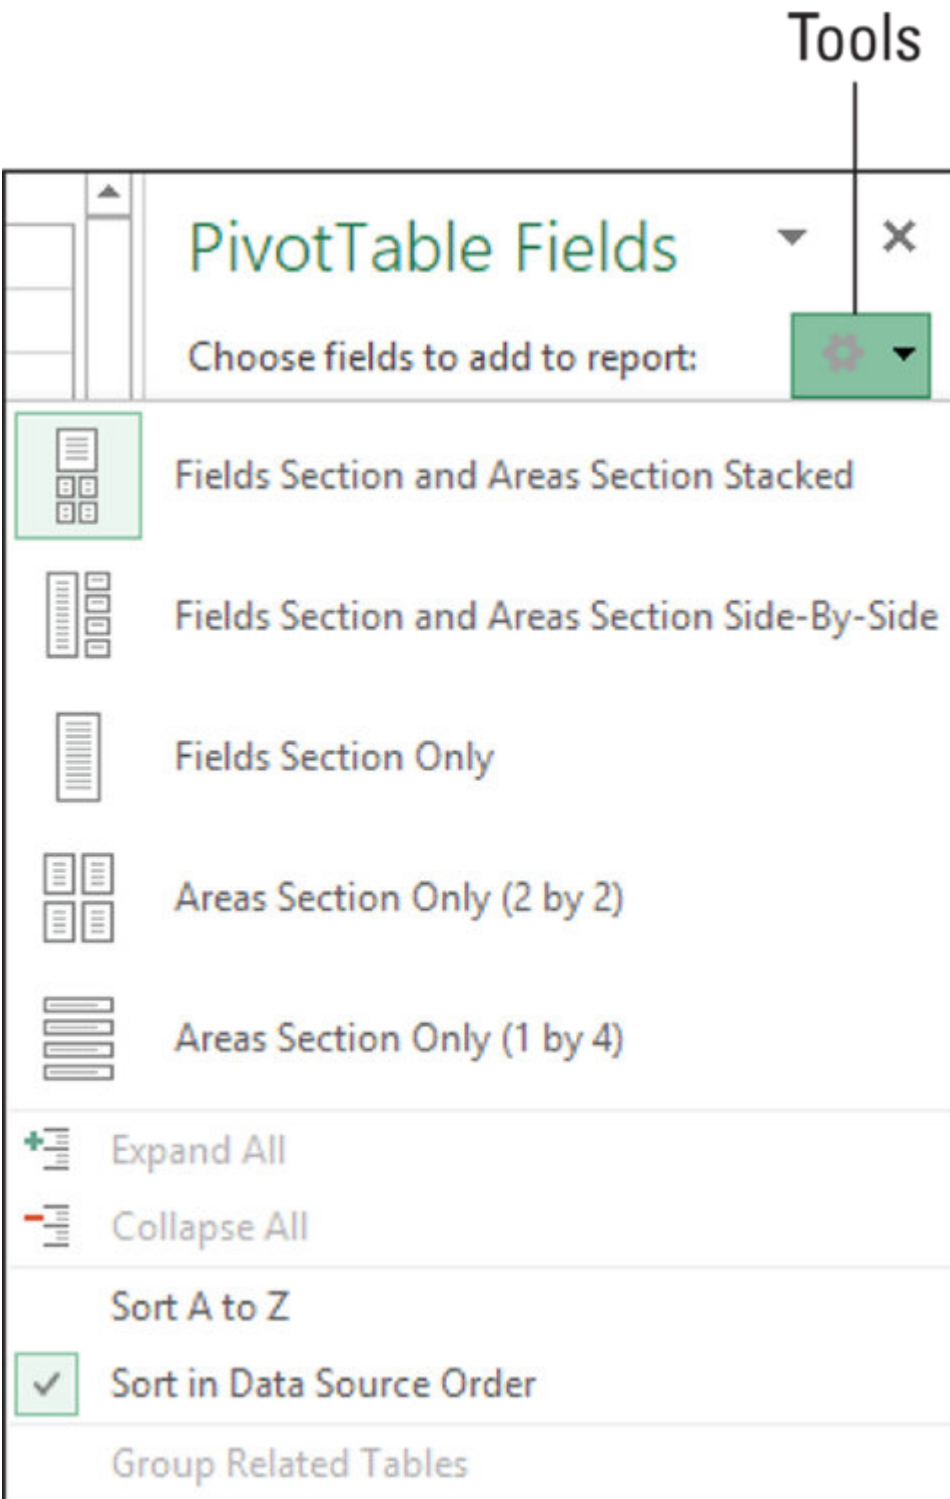 Tools
PivotTable Fields
Choose fields to add to report:
Fields Section and Areas Section Stacked
Fields Section and Areas Section Side-By-Side
Fields Section Only
Areas Section Only (2 by 2)
Areas Section Only (1 by 4)
Expand All
Collapse All
Sort A to Z
Sort in Data Source Order
Group Related Tables